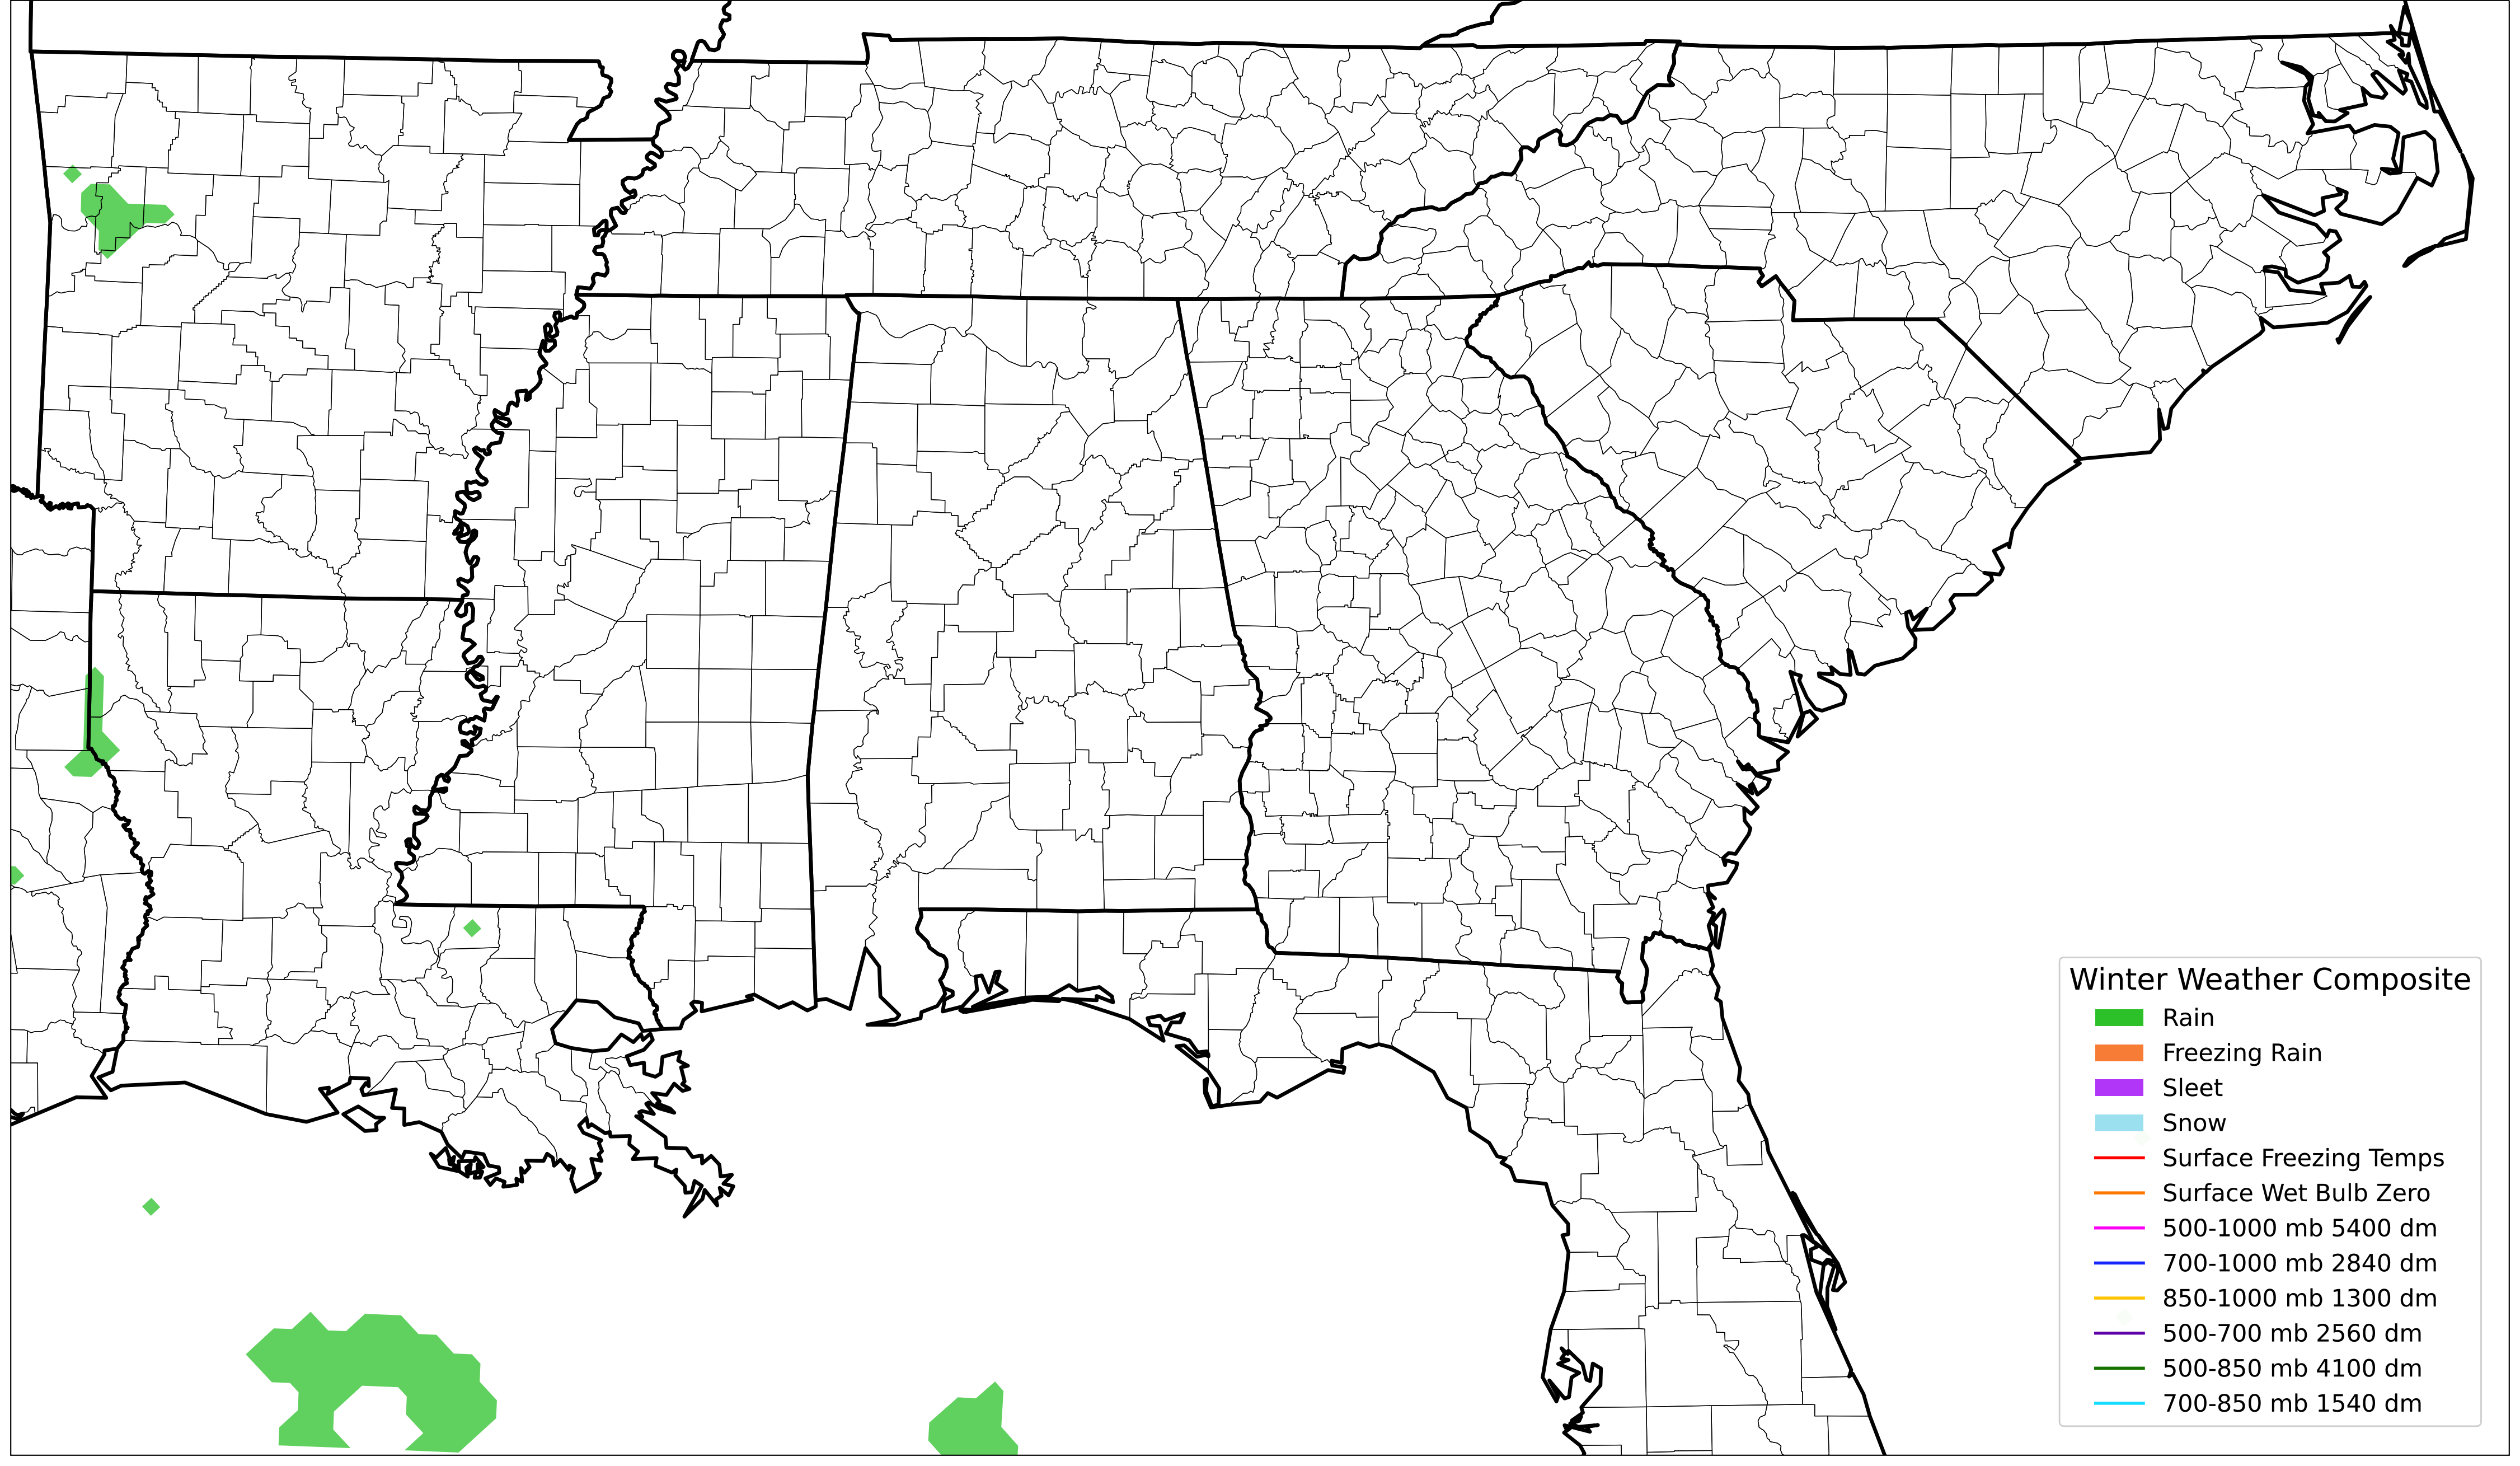 Winter Weather Composite
Rain
Freezing Rain
Sleet
Snow
Surface Freezing Temps
Surface Wet Bulb Zero
500-1000 mb 5400 dm
700-1000 mb 2840 dm
850-1000 mb 1300 dm
500-700 mb 2560 dm
500-850 mb 4100 dm
700-850 mb 1540 dm